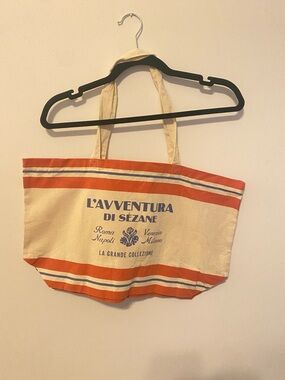 L'AVVENTURA
DI SÉZANE
Roma Venezia
Napoli Milano
LA GRANDE COLLEZIONE